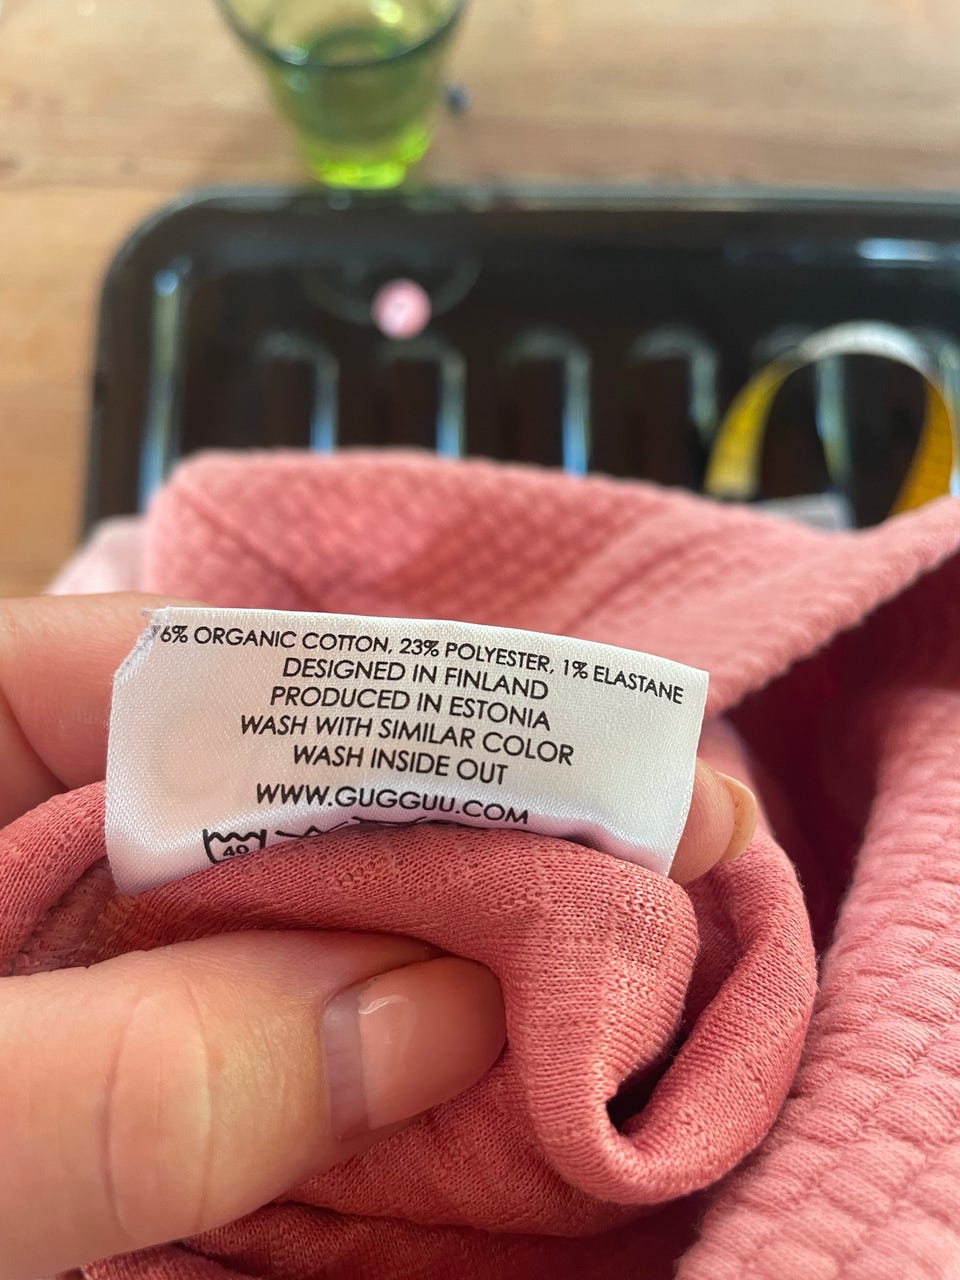 6% ORGANIC COTTON, 23% POLYESTER, 1% ELASTANE
DESIGNED IN FINLAND
PRODUCED IN ESTONIA
WASH WITH SIMILAR COLOR
WASH INSIDE OUT
WWW.GUGGUU.COM
40